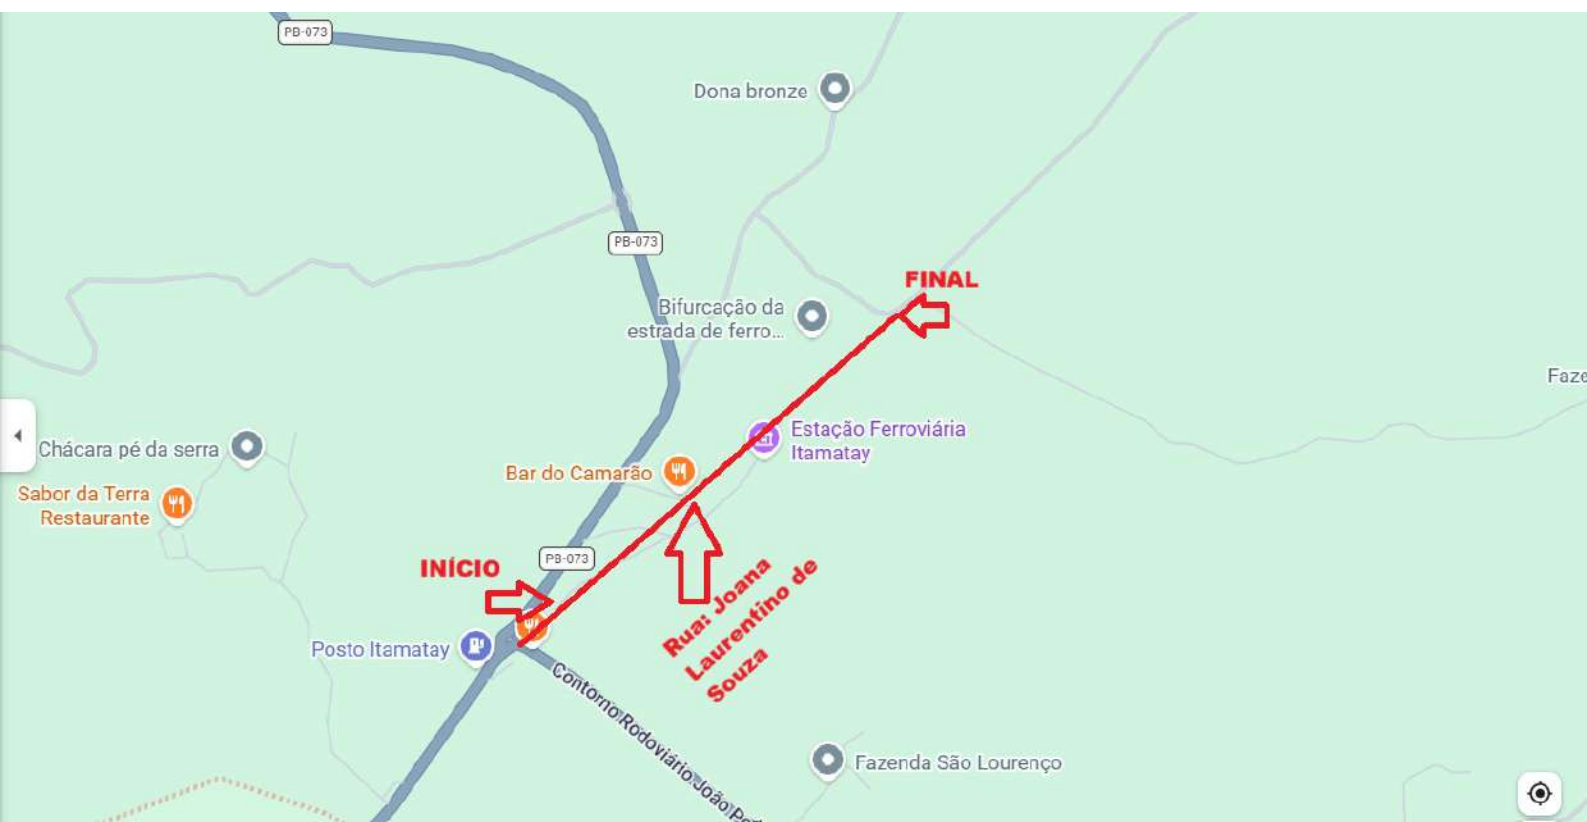 PB-073
Dona bronze
PB-073
FINAL
Bifurcação da
estrada de ferro...
Faze
Estação Ferroviária
Itamatay
Chácara pé da serra
Bar do Camarão
Sabor da Terra
Restaurante
PB-073
INÍCIO
Rua: Joana
Laurentino de
Souza
Posto Itamatay
Contorno Rodoviário João
Fazenda São Lourenço